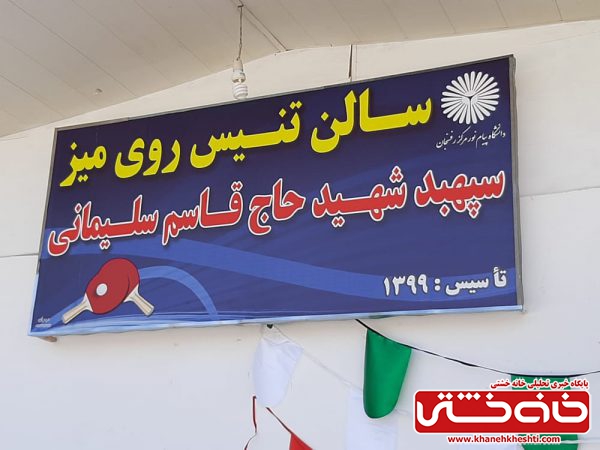 سالن تنیس روی میز
دانشگاه پیام نور مرکز رفسنجان
سپهبد شهید حاج قاسم سلیمانی
تأسیس : ۱۳۹۹
پایگاه خبری تحلیلی خانه خشتی
خانه خشتی
www.khanehkheshti.com